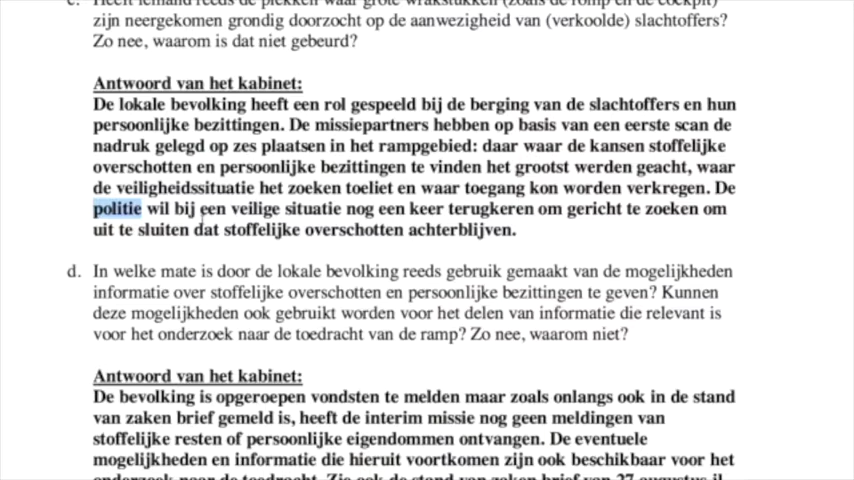 c. Heeft iemand reeds de plekken waar grote wrakstukken (zoals de romp en de cockpit)
zijn neergekomen grondig doorzocht op de aanwezigheid van (verkoolde) slachtoffers?
Zo nee, waarom is dat niet gebeurd?
Antwoord van het kabinet:
De lokale bevolking heeft een rol gespeeld bij de berging van de slachtoffers en hun
persoonlijke bezittingen. De missiepartners hebben op basis van een eerste scan de
nadruk gelegd op zes plaatsen in het rampgebied: daar waar de kansen stoffelijke
overschotten en persoonlijke bezittingen te vinden het grootst werden geacht, waar
de veiligheidssituatie het zoeken toeliet en waar toegang kon worden verkregen. De
politie wil bij een veilige situatie nog een keer terugkeren om gericht te zoeken om
uit te sluiten dat stoffelijke overschotten achterblijven.
d. In welke mate is door de lokale bevolking reeds gebruik gemaakt van de mogelijkheden
informatie over stoffelijke overschotten en persoonlijke bezittingen te geven? Kunnen
deze mogelijkheden ook gebruikt worden voor het delen van informatie die relevant is
voor het onderzoek naar de toedracht van de ramp? Zo nee, waarom niet?
Antwoord van het kabinet:
De bevolking is opgeroepen vondsten te melden maar zoals onlangs ook in de stand
van zaken brief gemeld is, heeft de interim missie nog geen meldingen van
stoffelijke resten of persoonlijke eigendommen ontvangen. De eventuele
mogelijkheden en informatie die hieruit voortkomen zijn ook beschikbaar voor het
onderzoek naar de toedracht. Zie ook de stand van zaken brief van 27 augustus jl